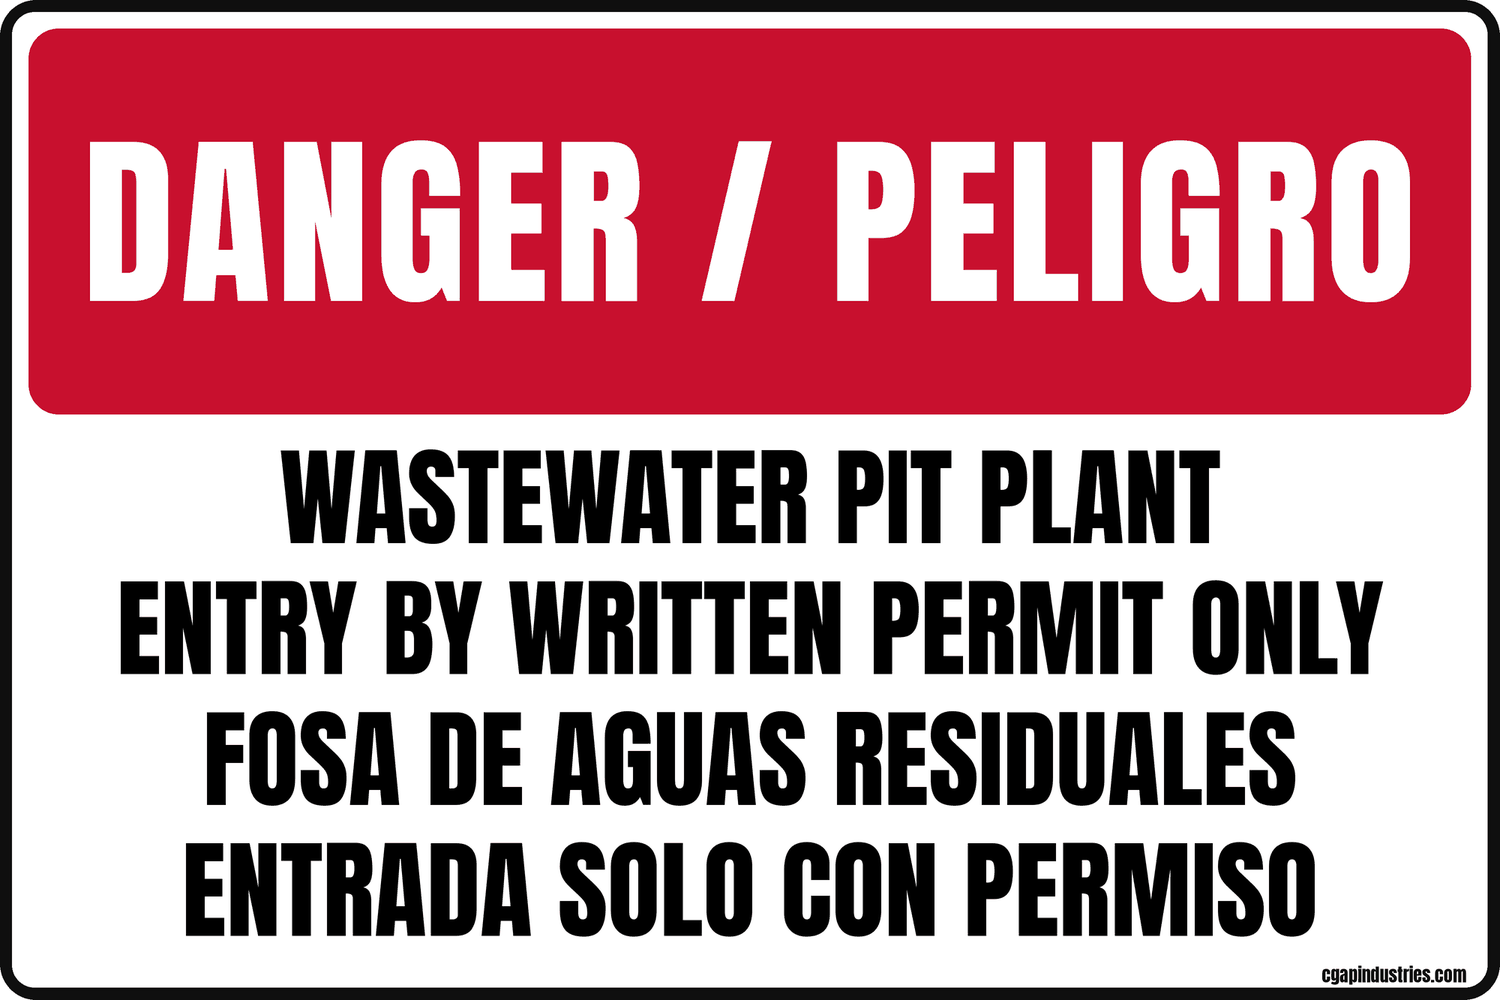 DANGER / PELIGRO
WASTEWATER PIT PLANT
ENTRY BY WRITTEN PERMIT ONLY
FOSA DE AGUAS RESIDUALES
ENTRADA SOLO CON PERMISO
cgapindustries.com